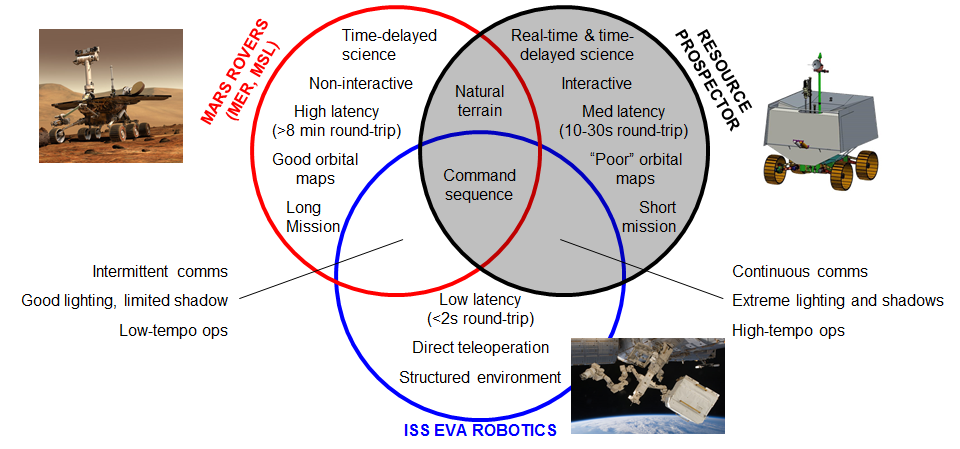 MARS ROVERS
(MER, MSL)
Time-delayed
science
Non-interactive
High latency
(>8 min round-trip)
Good orbital
maps
Long
Mission
Natural
terrain
Command
sequence
Real-time & time-
delayed science
Interactive
Med latency
(10-30s round-trip)
“Poor” orbital
maps
Short
mission
RESOURCE
PROSPECTOR
Intermittent comms
Good lighting, limited shadow
Low-tempo ops
Low latency
(<2s round-trip)
Direct teleoperation
Structured environment
Continuous comms
Extreme lighting and shadows
High-tempo ops
ISS EVA ROBOTICS